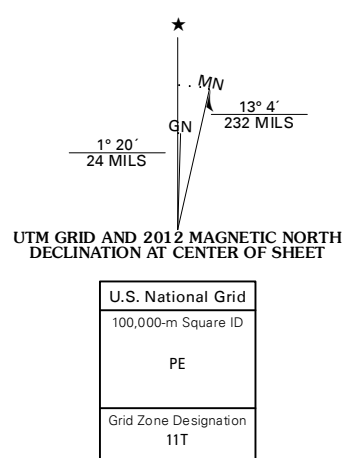 ★
MN
GN
13° 4´
232 MILS
1° 20´
24 MILS
UTM GRID AND 2012 MAGNETIC NORTH
DECLINATION AT CENTER OF SHEET
U.S. National Grid
100,000-m Square ID
PE
Grid Zone Designation
11T